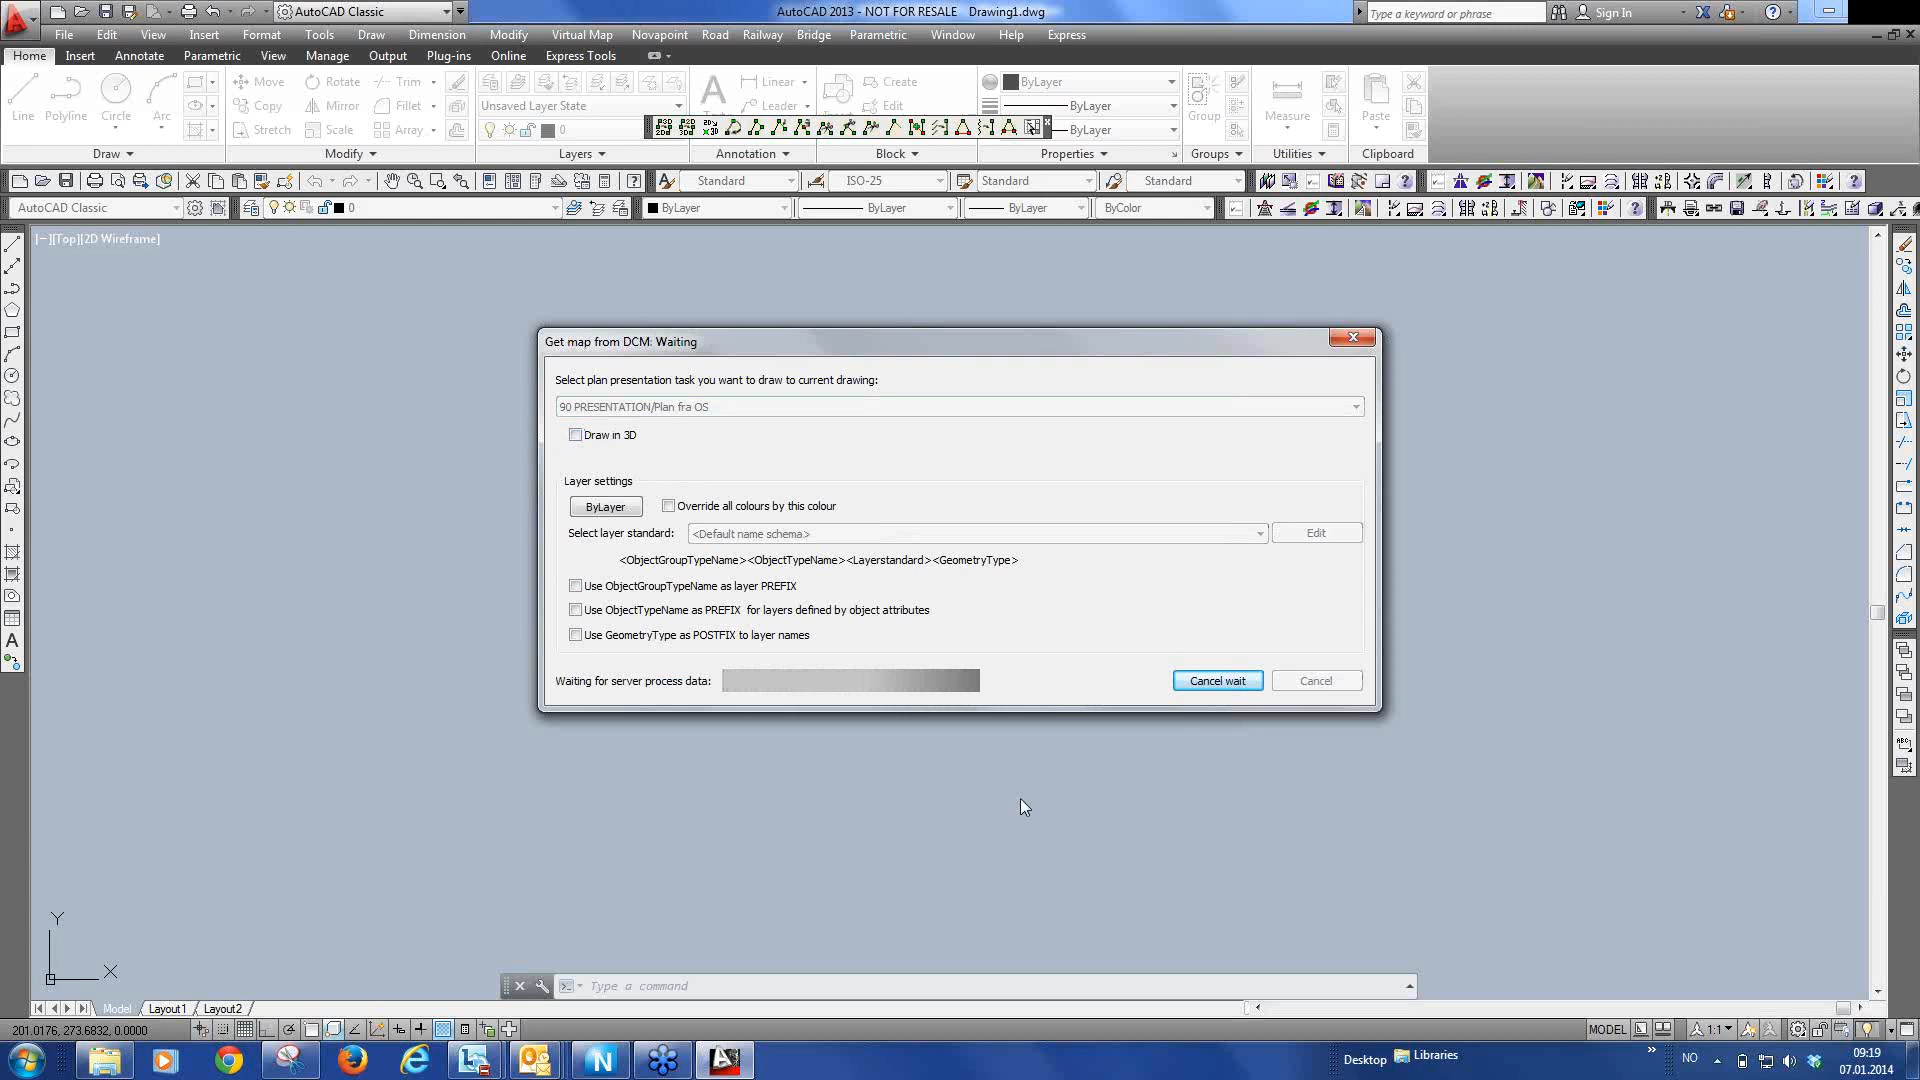 AutoCAD Classic
AutoCAD 2013 - NOT FOR RESALE Drawing1.dwg
Type a keyword or phrase
Sign In
File Edit View Insert Format Tools Draw Dimension Modify Virtual Map Novapoint Road Railway Bridge Parametric Window Help Express
Home Insert Annotate Parametric View Manage Output Plug-ins Online Express Tools
Line Polyline Circle Arc
Move Rotate Trim
Copy Mirror Fillet
Stretch Scale Array
Unsaved Layer State
0
Linear
Leader
Create
Edit
ByLayer
ByLayer
ByLayer
Group
Measure
Paste
Draw Modify Layers Annotation Block Properties Groups Utilities Clipboard
Standard ISO-25 Standard Standard
AutoCAD Classic 0 ByLayer ByLayer ByLayer ByColor
[−][Top][2D Wireframe]
Get map from DCM: Waiting
Select plan presentation task you want to draw to current drawing:
90 PRESENTATION/Plan fra OS
Draw in 3D
Layer settings
ByLayer Override all colours by this colour
Select layer standard: <Default name schema> Edit
<ObjectGroupTypeName><ObjectTypeName><Layerstandard><GeometryType>
Use ObjectGroupTypeName as layer PREFIX
Use ObjectTypeName as PREFIX for layers defined by object attributes
Use GeometryType as POSTFIX to layer names
Waiting for server process data: Cancel wait Cancel
Y
X
Type a command
Model Layout1 Layout2
201.0176, 273.6832, 0.0000
MODEL 1:1
Desktop Libraries » NO 09:19
07.01.2014